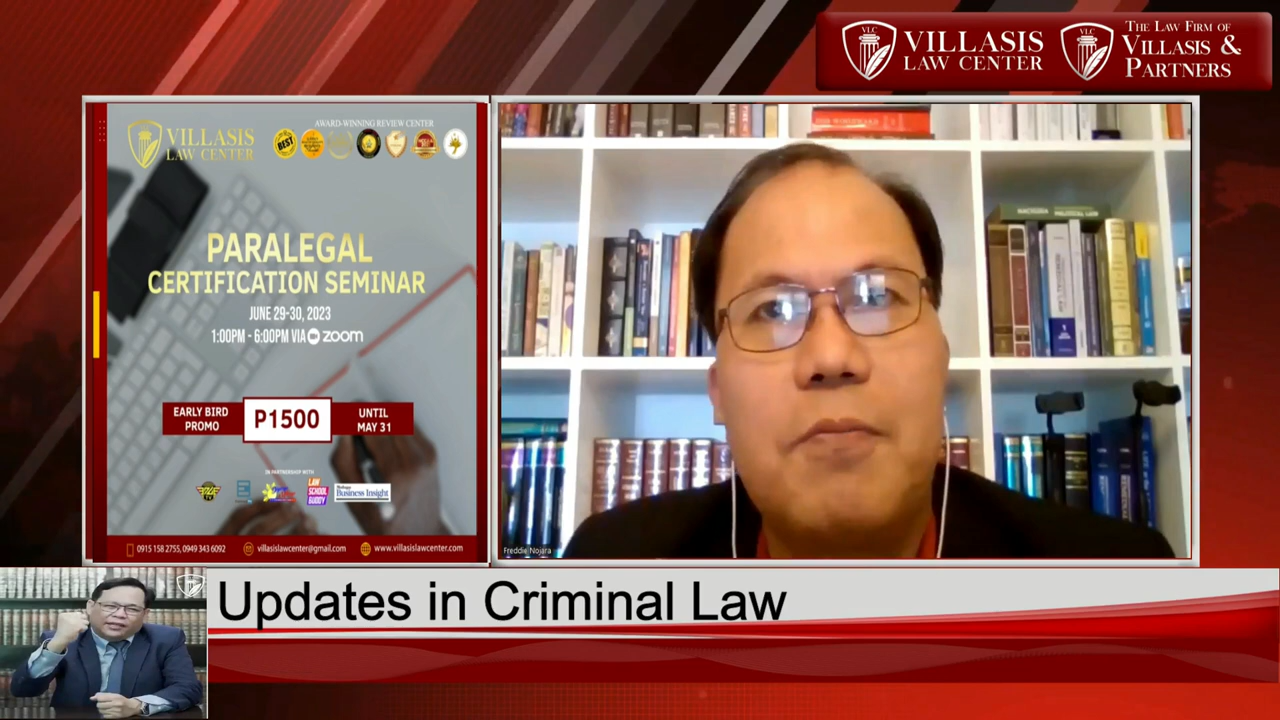 VLC
VILLASIS
LAW CENTER
VLC
THE LAW FIRM OF
VILLASIS &
PARTNERS
VILLASIS
LAW CENTER
AWARD-WINNING REVIEW CENTER
BEST
PARALEGAL
CERTIFICATION SEMINAR
JUNE 29-30, 2023
1:00PM - 6:00PM VIA zoom
EARLY BIRD
PROMO
P1500
UNTIL
MAY 31
IN PARTNERSHIP WITH
LAW
SCHOOL
BUDDY
Business Insight
0915 158 2755, 0949 343 6092
villasislawcenter@gmail.com
www.villasislawcenter.com
Freddie Nojara
Updates in Criminal Law